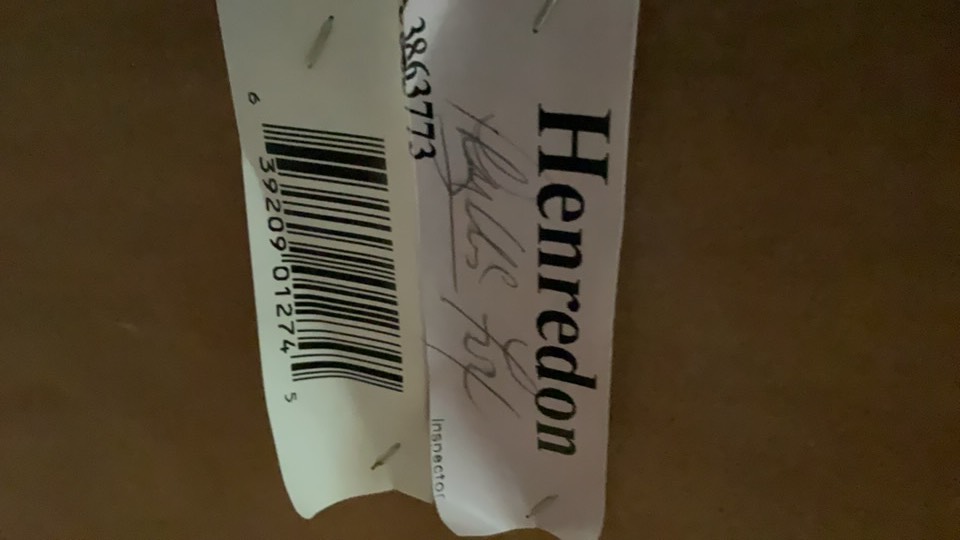 Henredon
Inspector
3863773
6 39209 01274 5